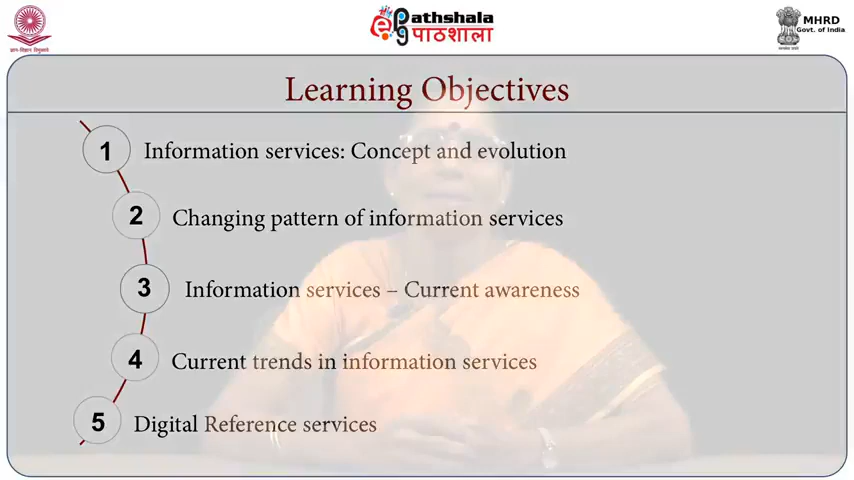 ePathshala
पाठशाला
MHRD
Govt. of India
Learning Objectives
1 Information services: Concept and evolution
2 Changing pattern of information services
3 Information services – Current awareness
4 Current trends in information services
5 Digital Reference services